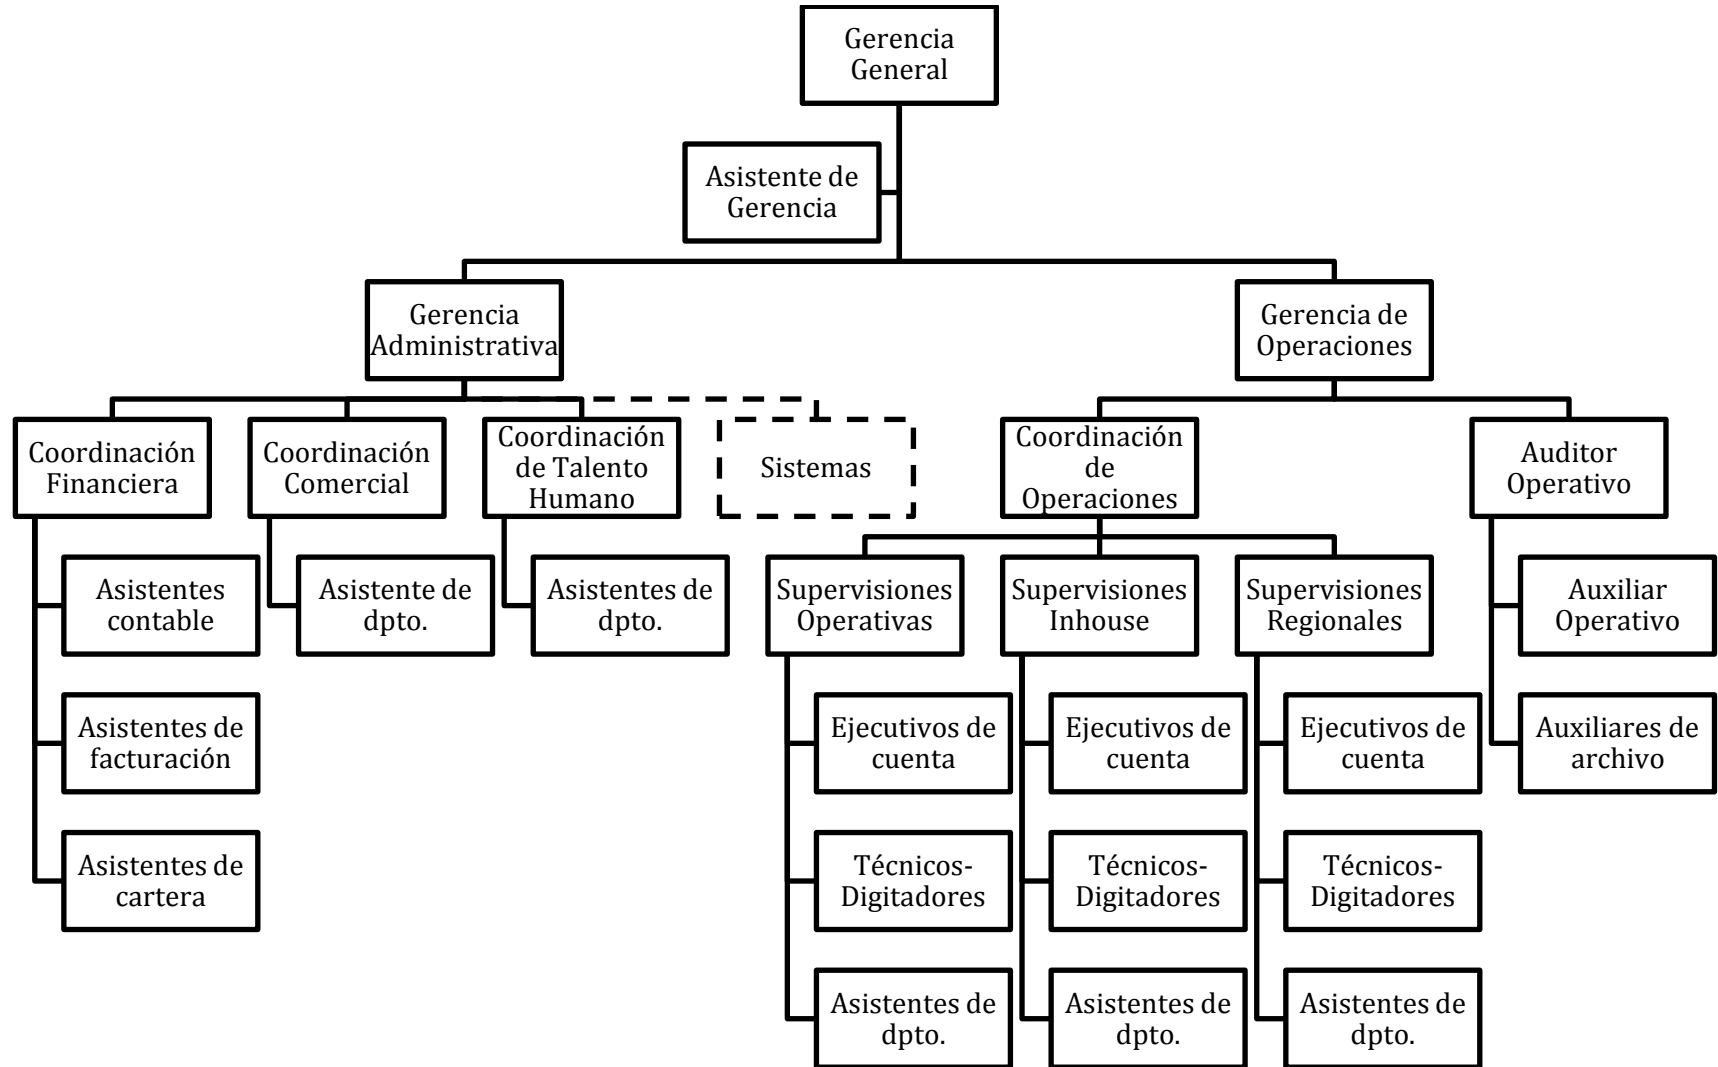 Gerencia
General
Asistente de
Gerencia
Gerencia
Administrativa
Gerencia de
Operaciones
Coordinación
Financiera
Coordinación
Comercial
Coordinación
de Talento
Humano
Sistemas
Coordinación
de
Operaciones
Auditor
Operativo
Asistentes
contable
Asistente de
dpto.
Asistentes de
dpto.
Supervisiones
Operativas
Supervisiones
Inhouse
Supervisiones
Regionales
Auxiliar
Operativo
Asistentes de
facturación
Ejecutivos de
cuenta
Ejecutivos de
cuenta
Ejecutivos de
cuenta
Auxiliares de
archivo
Asistentes de
cartera
Técnicos-
Digitadores
Técnicos-
Digitadores
Técnicos-
Digitadores
Asistentes de
dpto.
Asistentes de
dpto.
Asistentes de
dpto.